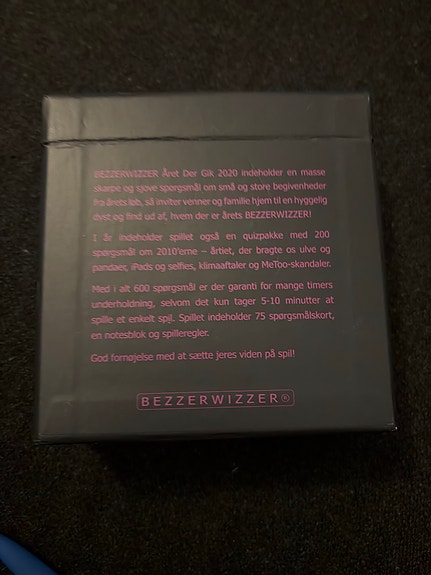 BEZZERWIZZER Året Der Gik 2020 indeholder en masse
skarpe og sjove spørgsmål om små og store begivenheder
fra årets løb, så inviter venner og familie hjem til en hyggelig
dyst og find ud af, hvem der er årets BEZZERWIZZER!
I år indeholder spillet også en quizpakke med 200
spørgsmål om 2010'erne – årtiet, der bragte os ulve og
pandaer, iPads og selfies, klimaaftaler og MeToo-skandaler.
Med i alt 600 spørgsmål er der garanti for mange timers
underholdning, selvom det kun tager 5-10 minutter at
spille et enkelt spil. Spillet indeholder 75 spørgsmålskort,
en notesblok og spilleregler.
God fornøjelse med at sætte jeres viden på spil!
BEZZERWIZZER®